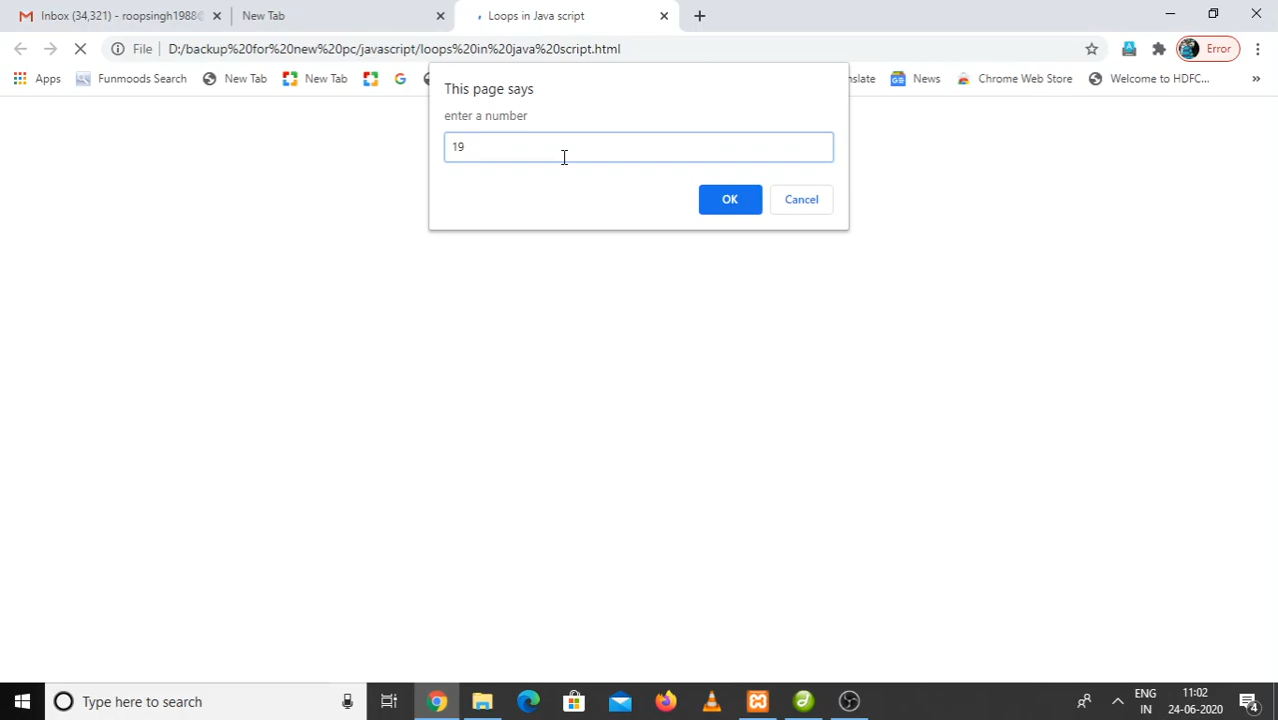 Inbox (34,321) - roopsingh1988@
New Tab
Loops in Java script
File
D:/backup%20for%20new%20pc/javascript/loops%20in%20java%20script.html
Error
Apps
Funmoods Search
New Tab
New Tab
nslate
News
Chrome Web Store
Welcome to HDFC...
»
This page says
enter a number
19
OK
Cancel
Type here to search
ENG
IN
11:02
24-06-2020
4